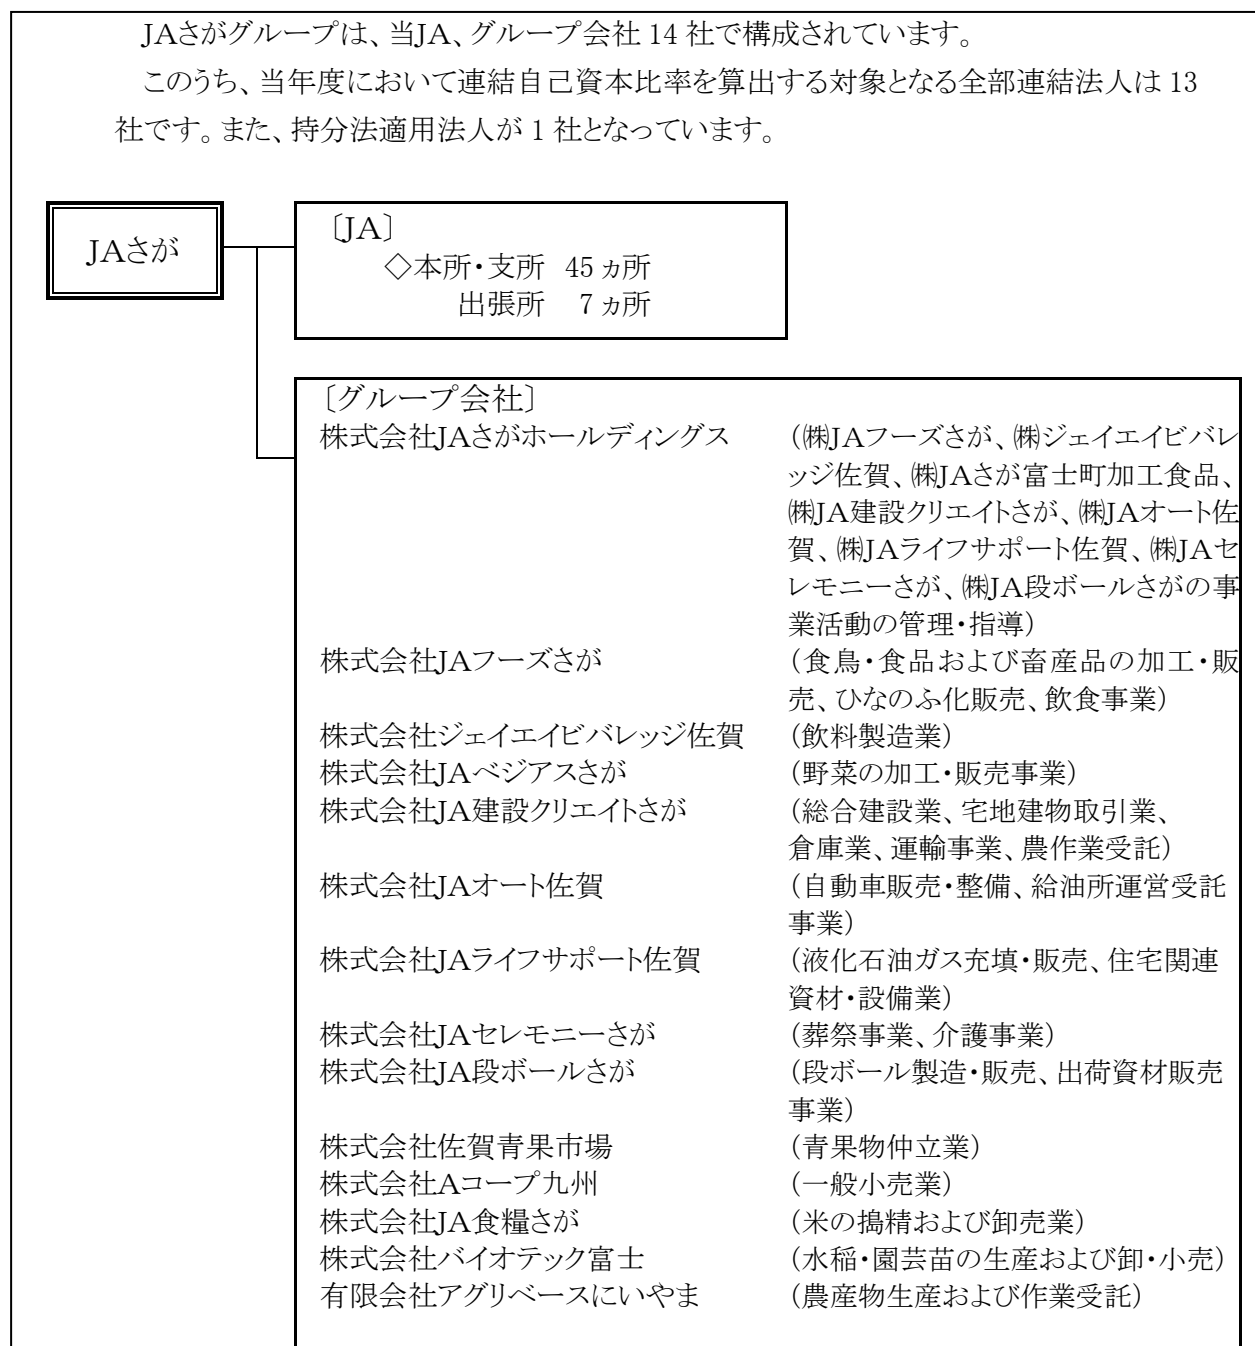 JAさがグループは、当JA、グループ会社 14 社で構成されています。
このうち、当年度において連結自己資本比率を算出する対象となる全部連結法人は 13
社です。また、持分法適用法人が 1 社となっています。
JAさが
〔JA〕
◇本所・支所 45 ヵ所
出張所 7 ヵ所
〔グループ会社〕
株式会社JAさがホールディングス (㈱JAフーズさが、㈱ジェイエイビバレ
ッジ佐賀、㈱JAさが富士町加工食品、
㈱JA建設クリエイトさが、㈱JAオート佐
賀、㈱JAライフサポート佐賀、㈱JAセ
レモニーさが、㈱JA段ボールさがの事
業活動の管理・指導)
株式会社JAフーズさが (食鳥・食品および畜産品の加工・販
売、ひなのふ化販売、飲食事業)
株式会社ジェイエイビバレッジ佐賀 (飲料製造業)
株式会社JAベジアスさが (野菜の加工・販売事業)
株式会社JA建設クリエイトさが (総合建設業、宅地建物取引業、
倉庫業、運輸事業、農作業受託)
株式会社JAオート佐賀 (自動車販売・整備、給油所運営受託
事業)
株式会社JAライフサポート佐賀 (液化石油ガス充填・販売、住宅関連
資材・設備業)
株式会社JAセレモニーさが (葬祭事業、介護事業)
株式会社JA段ボールさが (段ボール製造・販売、出荷資材販売
事業)
株式会社佐賀青果市場 (青果物仲立業)
株式会社Aコープ九州 (一般小売業)
株式会社JA食糧さが (米の搗精および卸売業)
株式会社バイオテック富士 (水稲・園芸苗の生産および卸・小売)
有限会社アグリベースにいやま (農産物生産および作業受託)